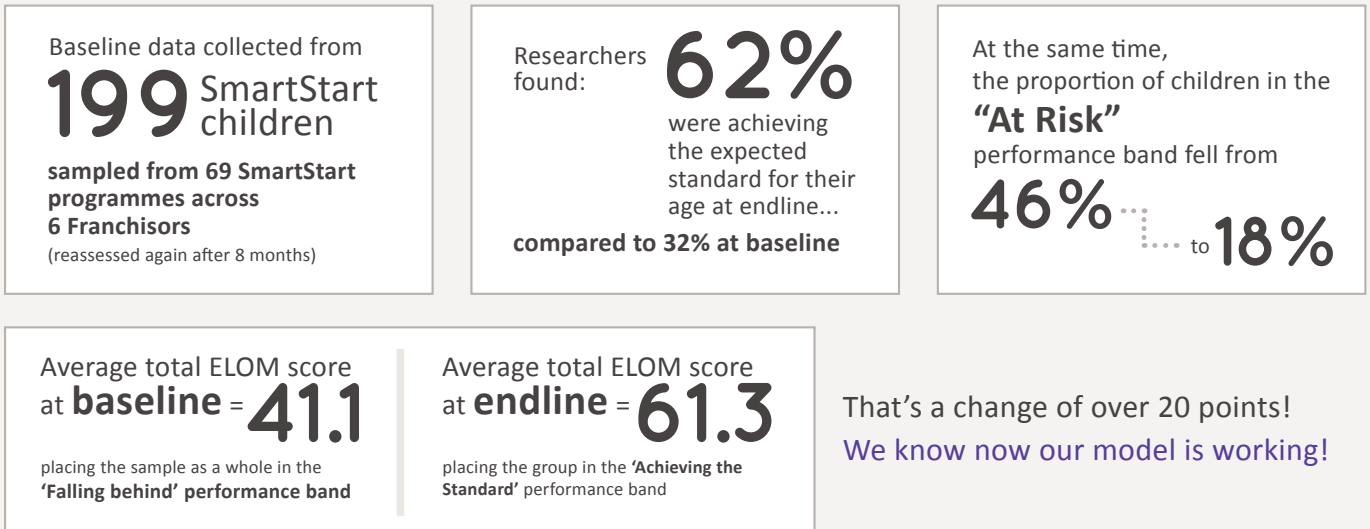 Baseline data collected from
199 SmartStart
children
sampled from 69 SmartStart
programmes across
6 Franchisors
(reassessed again after 8 months)
Researchers
found:
62%
were achieving
the expected
standard for their
age at endline...
compared to 32% at baseline
At the same time,
the proportion of children in the
“At Risk”
performance band fell from
46%
to 18%
Average total ELOM score
at baseline = 41.1
placing the sample as a whole in the
‘Falling behind’ performance band
Average total ELOM score
at endline = 61.3
placing the group in the ‘Achieving the
Standard’ performance band
That’s a change of over 20 points!
We know now our model is working!